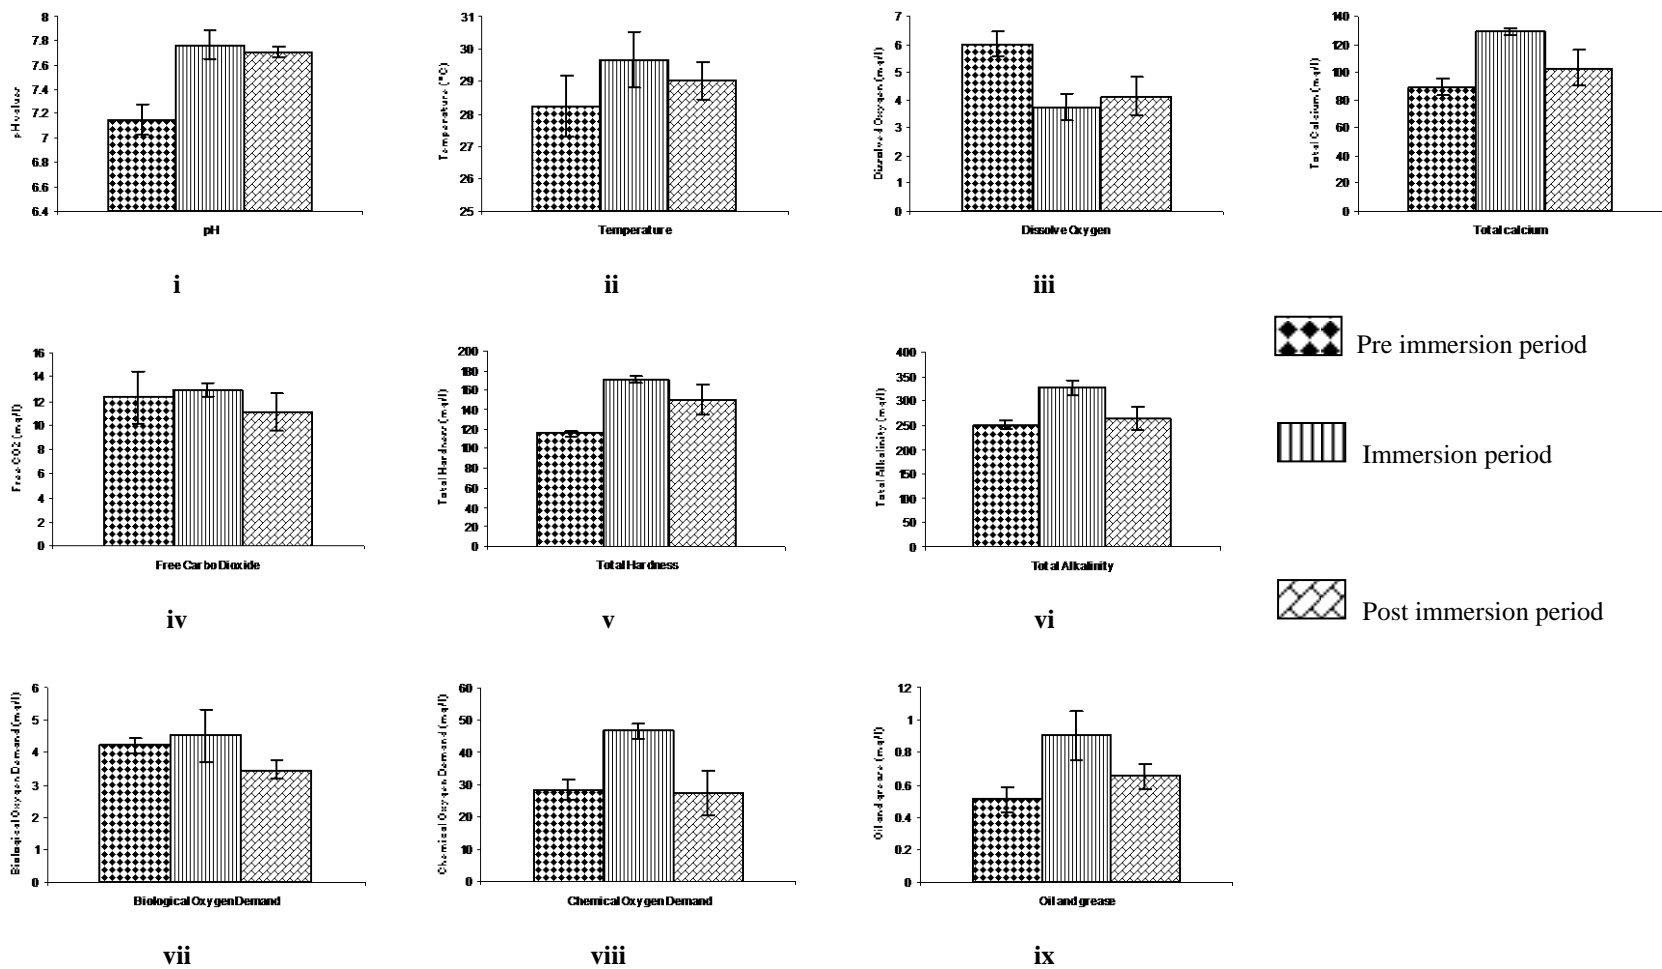 8
7.8
7.6
7.4
7.2
7
6.8
6.6
6.4
pH values
pH
i
31
30
29
28
27
26
25
Temperature (°C)
Temperature
ii
7
6
5
4
3
2
1
0
Dissolved Oxygen (mg/l)
Dissolve Oxygen
iii
140
120
100
80
60
40
20
0
Total Calcium (mg/l)
Total calcium
16
14
12
10
8
6
4
2
0
Free CO2 (mg/l)
Free Carbo Dioxide
iv
200
180
160
140
120
100
80
60
40
20
0
Total Hardness (mg/l)
Total Hardness
v
400
350
300
250
200
150
100
50
0
Total Alkalinity (mg/l)
Total Alkalinity
vi
Pre immersion period
Immersion period
Post immersion period
6
5
4
3
2
1
0
Biological Oxygen Demand (mg/l)
Biological Oxygen Demand
vii
60
50
40
30
20
10
0
Chemical Oxygen Demand (mg/l)
Chemical Oxygen Demand
viii
1.2
1
0.8
0.6
0.4
0.2
0
Oil and grease (mg/l)
Oil and grease
ix